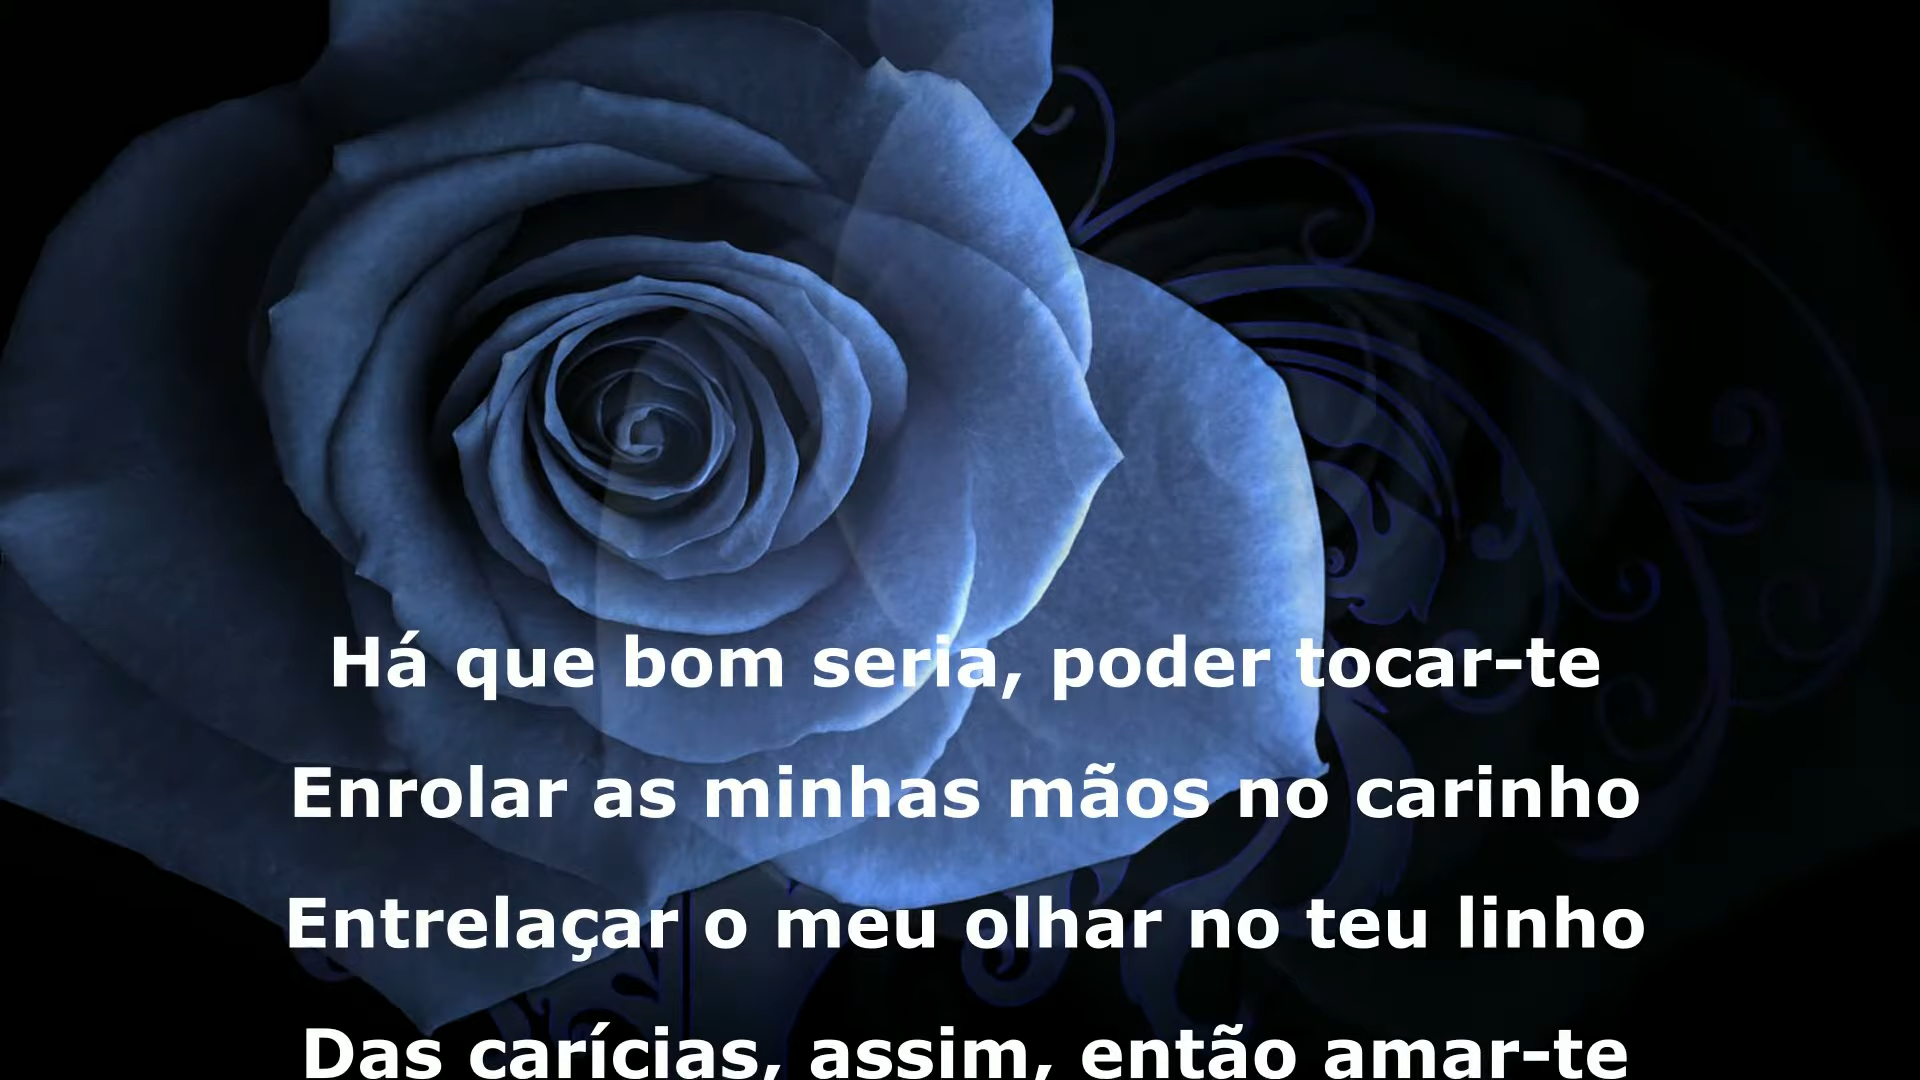 Há que bom seria, poder tocar-te
Enrolar as minhas mãos no carinho
Entrelaçar o meu olhar no teu linho
Das carícias, assim, então amar-te